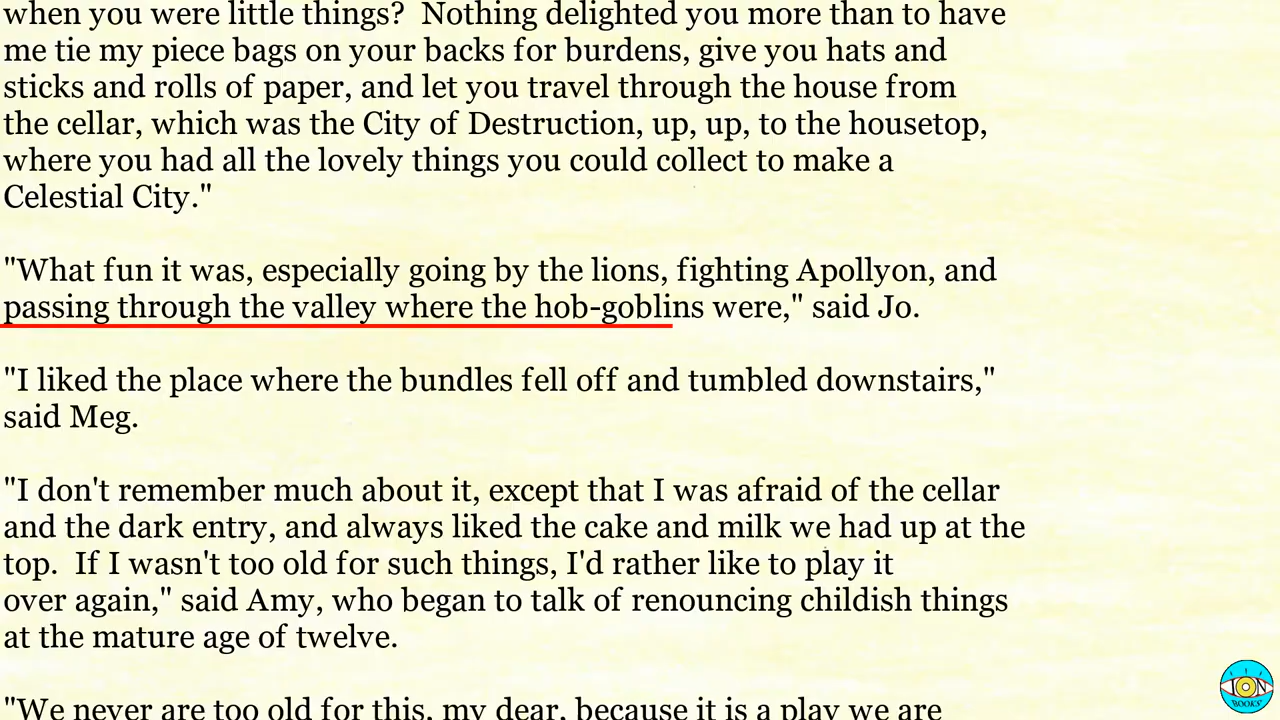 when you were little things?  Nothing delighted you more than to have
me tie my piece bags on your backs for burdens, give you hats and
sticks and rolls of paper, and let you travel through the house from
the cellar, which was the City of Destruction, up, up, to the housetop,
where you had all the lovely things you could collect to make a
Celestial City."
"What fun it was, especially going by the lions, fighting Apollyon, and
passing through the valley where the hob-goblins were," said Jo.
"I liked the place where the bundles fell off and tumbled downstairs,"
said Meg.
"I don't remember much about it, except that I was afraid of the cellar
and the dark entry, and always liked the cake and milk we had up at the
top.  If I wasn't too old for such things, I'd rather like to play it
over again," said Amy, who began to talk of renouncing childish things
at the mature age of twelve.
"We never are too old for this, my dear, because it is a play we are
BOOKS